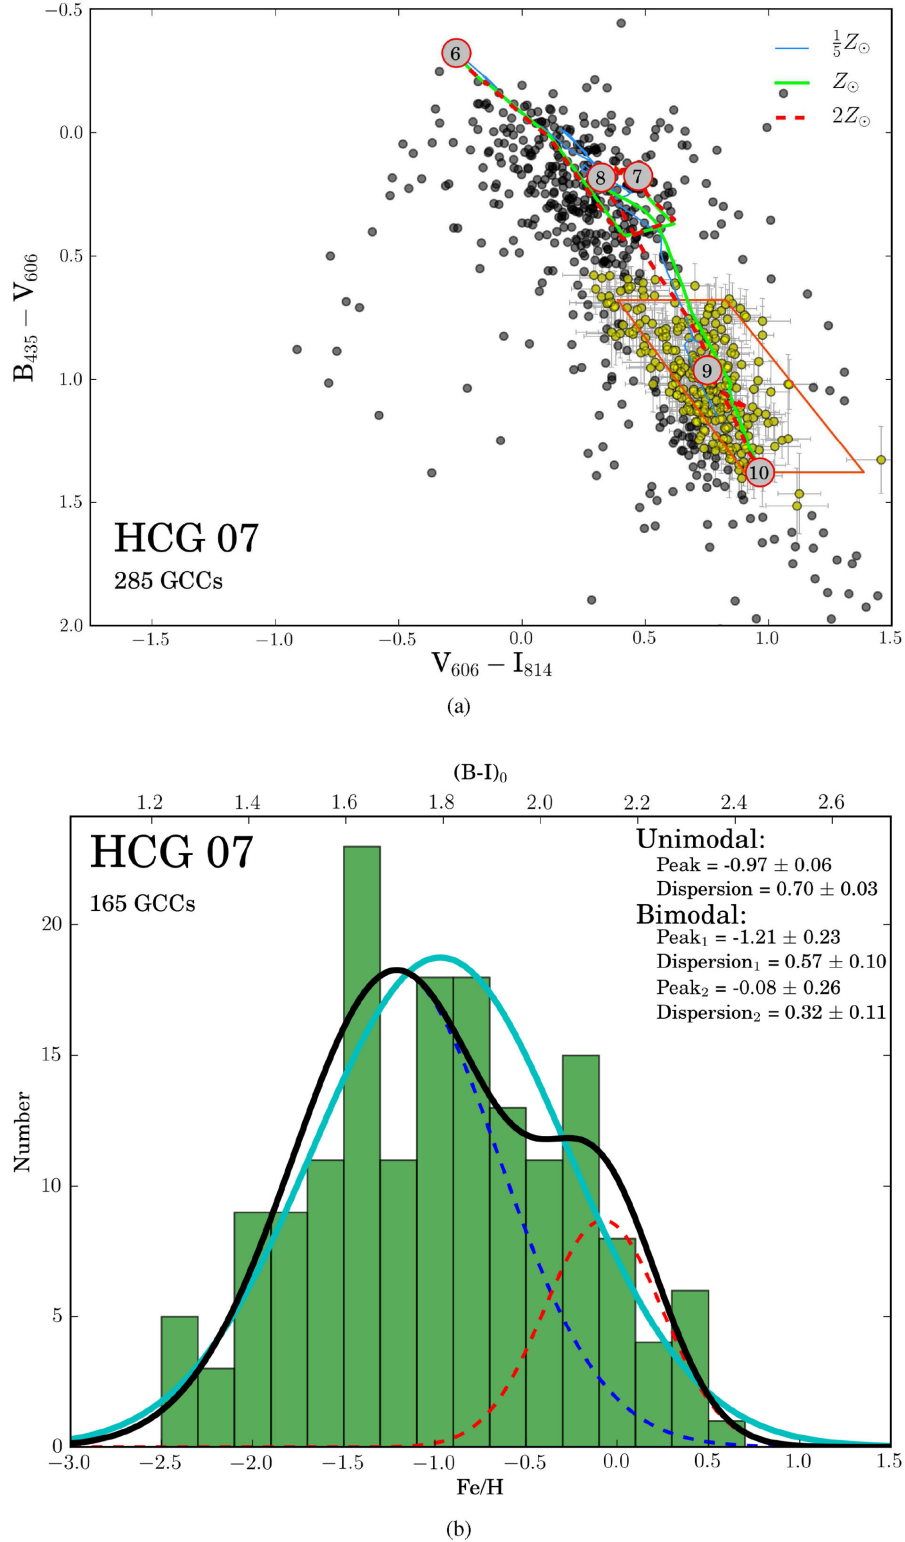 −0.5
0.0
0.5
1.0
1.5
2.0
B435 − V606
6
8
7
9
10
1/5 Z⊙
Z⊙
2Z⊙
HCG 07
285 GCCs
−1.5 −1.0 −0.5 0.0 0.5 1.0 1.5
V606 − I814
(a)
(B-I)0
1.2 1.4 1.6 1.8 2.0 2.2 2.4 2.6
HCG 07
165 GCCs
Unimodal:
Peak = -0.97 ± 0.06
Dispersion = 0.70 ± 0.03
Bimodal:
Peak1 = -1.21 ± 0.23
Dispersion1 = 0.57 ± 0.10
Peak2 = -0.08 ± 0.26
Dispersion2 = 0.32 ± 0.11
20
15
10
5
0
Number
−3.0 −2.5 −2.0 −1.5 −1.0 −0.5 0.0 0.5 1.0 1.5
Fe/H
(b)